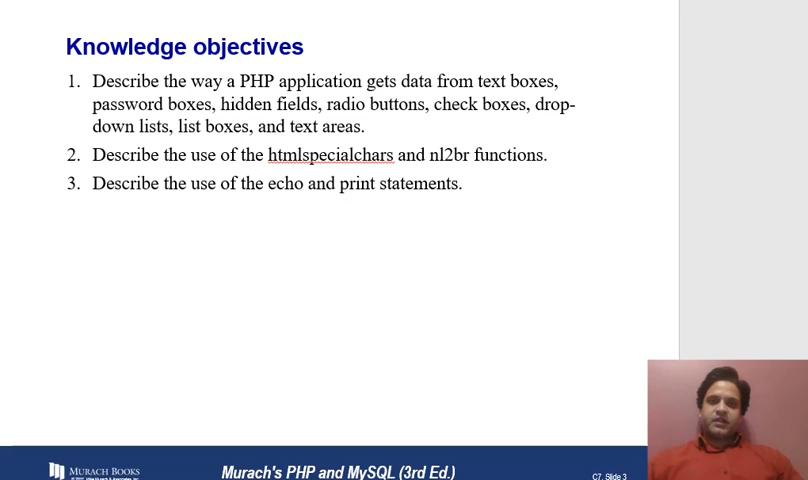 Knowledge objectives
1. Describe the way a PHP application gets data from text boxes,
password boxes, hidden fields, radio buttons, check boxes, drop-
down lists, list boxes, and text areas.
2. Describe the use of the htmlspecialchars and nl2br functions.
3. Describe the use of the echo and print statements.
MURACH BOOKS
Murach's PHP and MySQL (3rd Ed.)
C7, Slide 3